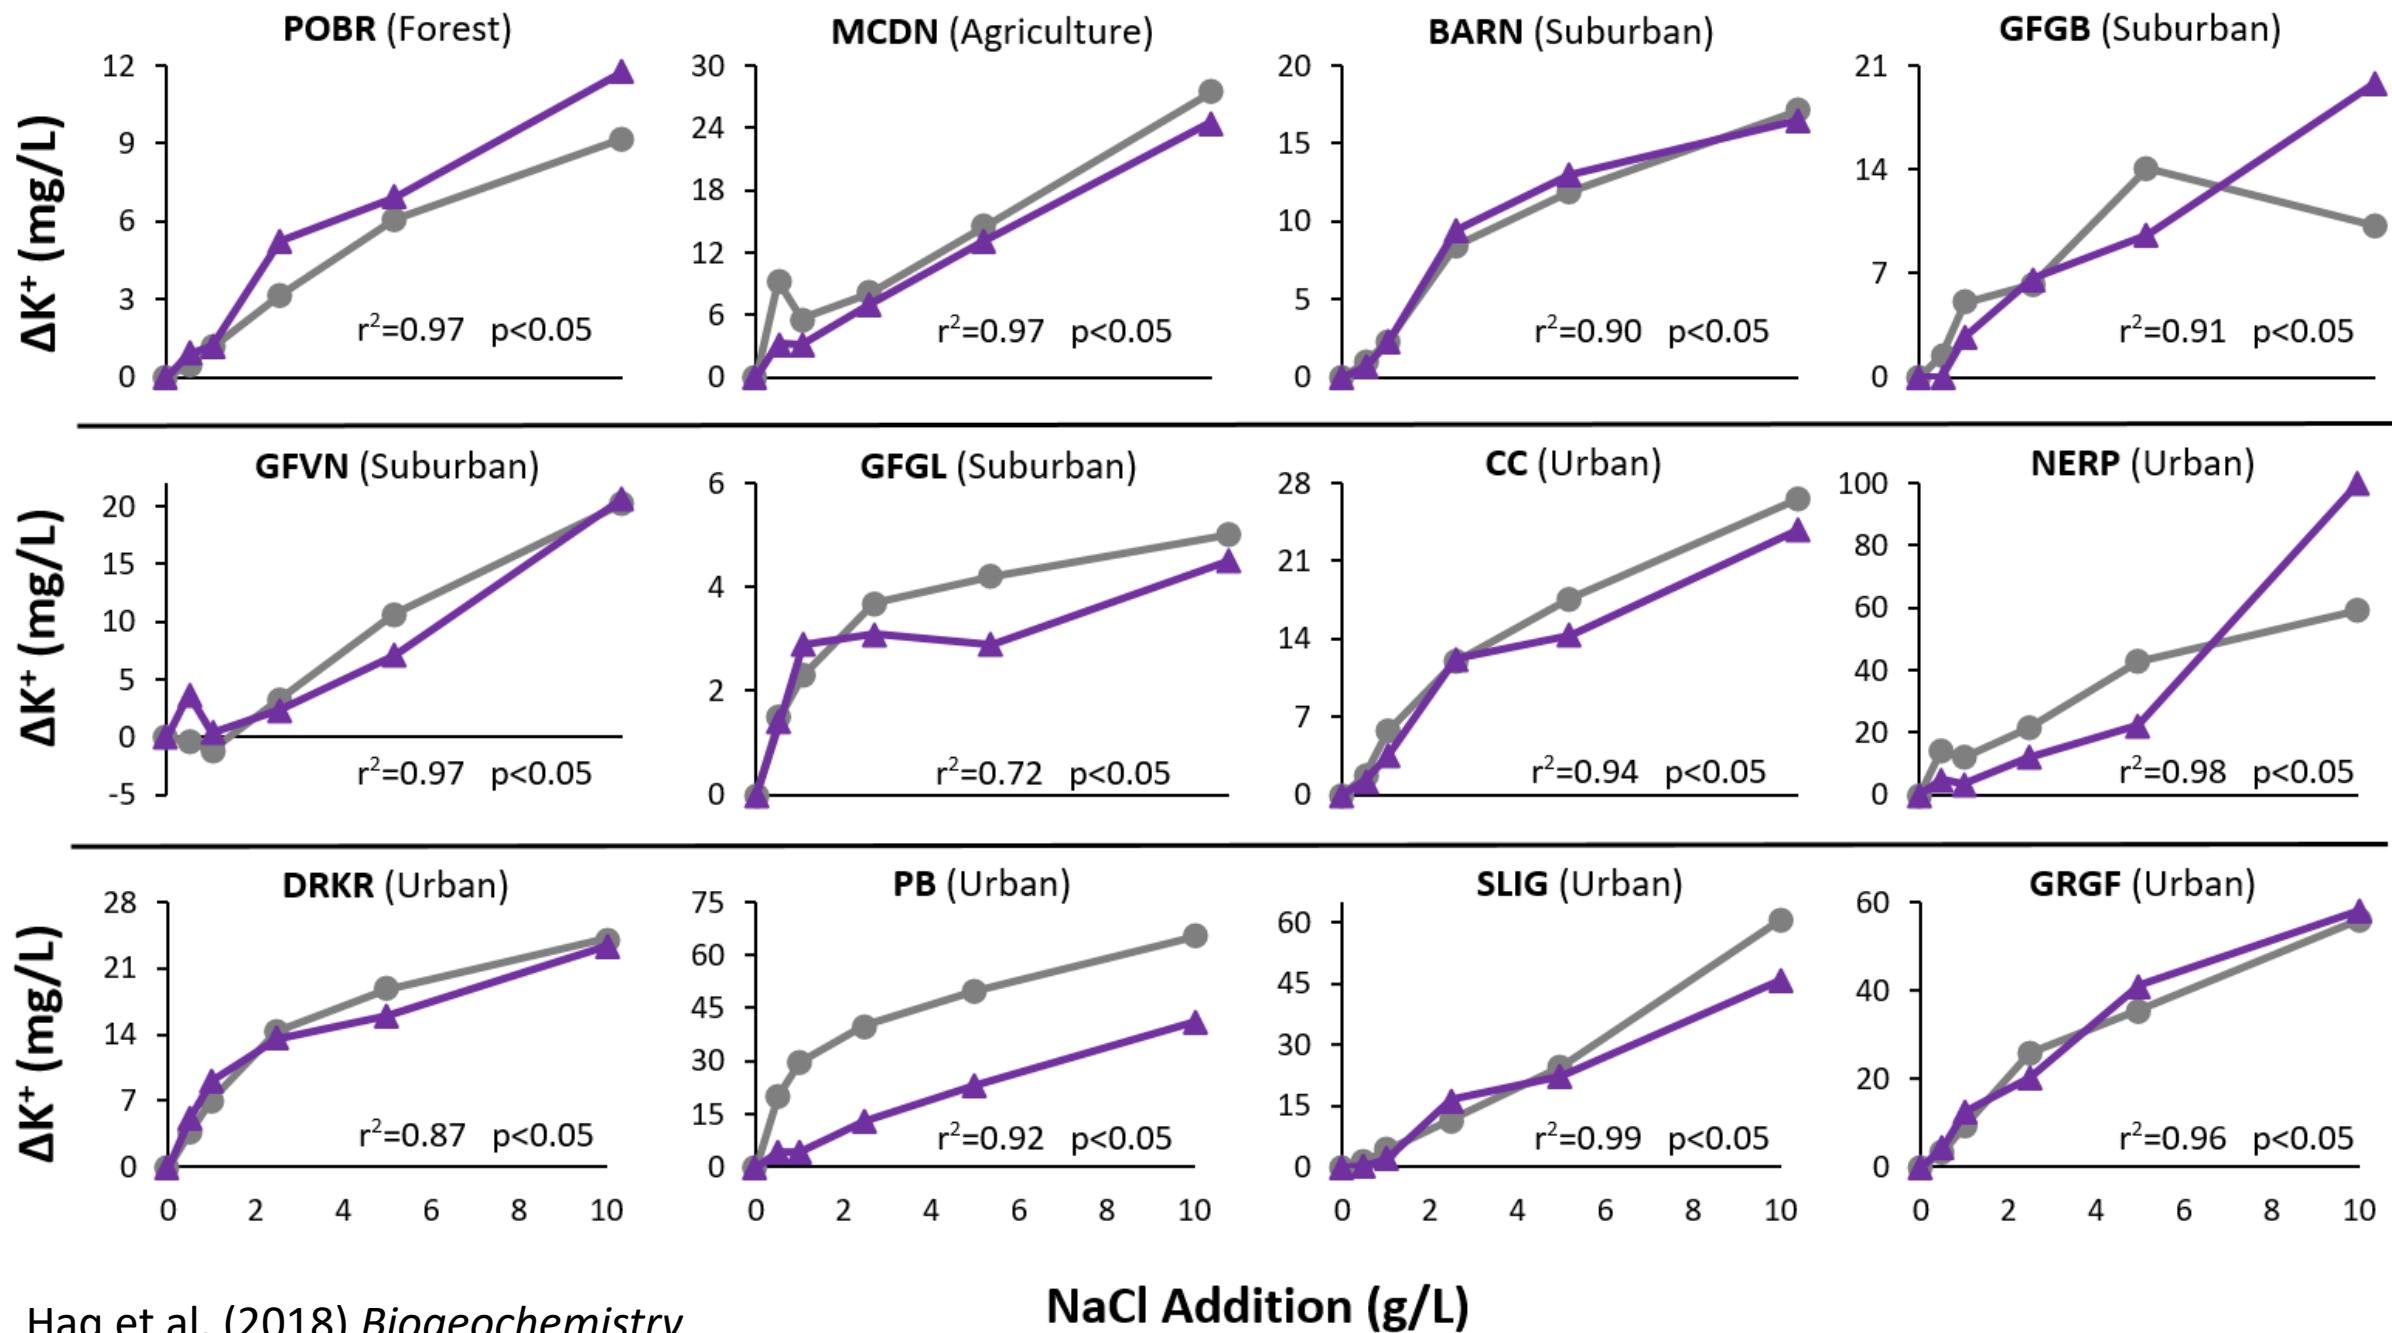 POBR (Forest) MCDN (Agriculture) BARN (Suburban) GFGB (Suburban)
ΔK⁺ (mg/L)
12 9 6 3 0
r²=0.97 p<0.05
30 24 18 12 6 0
r²=0.97 p<0.05
20 15 10 5 0
r²=0.90 p<0.05
21 14 7 0
r²=0.91 p<0.05
GFVN (Suburban) GFGL (Suburban) CC (Urban) NERP (Urban)
ΔK⁺ (mg/L)
20 15 10 5 0 -5
r²=0.97 p<0.05
6 4 2 0
r²=0.72 p<0.05
28 21 14 7 0
r²=0.94 p<0.05
100 80 60 40 20 0
r²=0.98 p<0.05
DRKR (Urban) PB (Urban) SLIG (Urban) GRGF (Urban)
ΔK⁺ (mg/L)
28 21 14 7 0
r²=0.87 p<0.05
0 2 4 6 8 10
75 60 45 30 15 0
r²=0.92 p<0.05
0 2 4 6 8 10
60 45 30 15 0
r²=0.99 p<0.05
0 2 4 6 8 10
60 40 20 0
r²=0.96 p<0.05
0 2 4 6 8 10
NaCl Addition (g/L)
Haq et al. (2018) Biogeochemistry